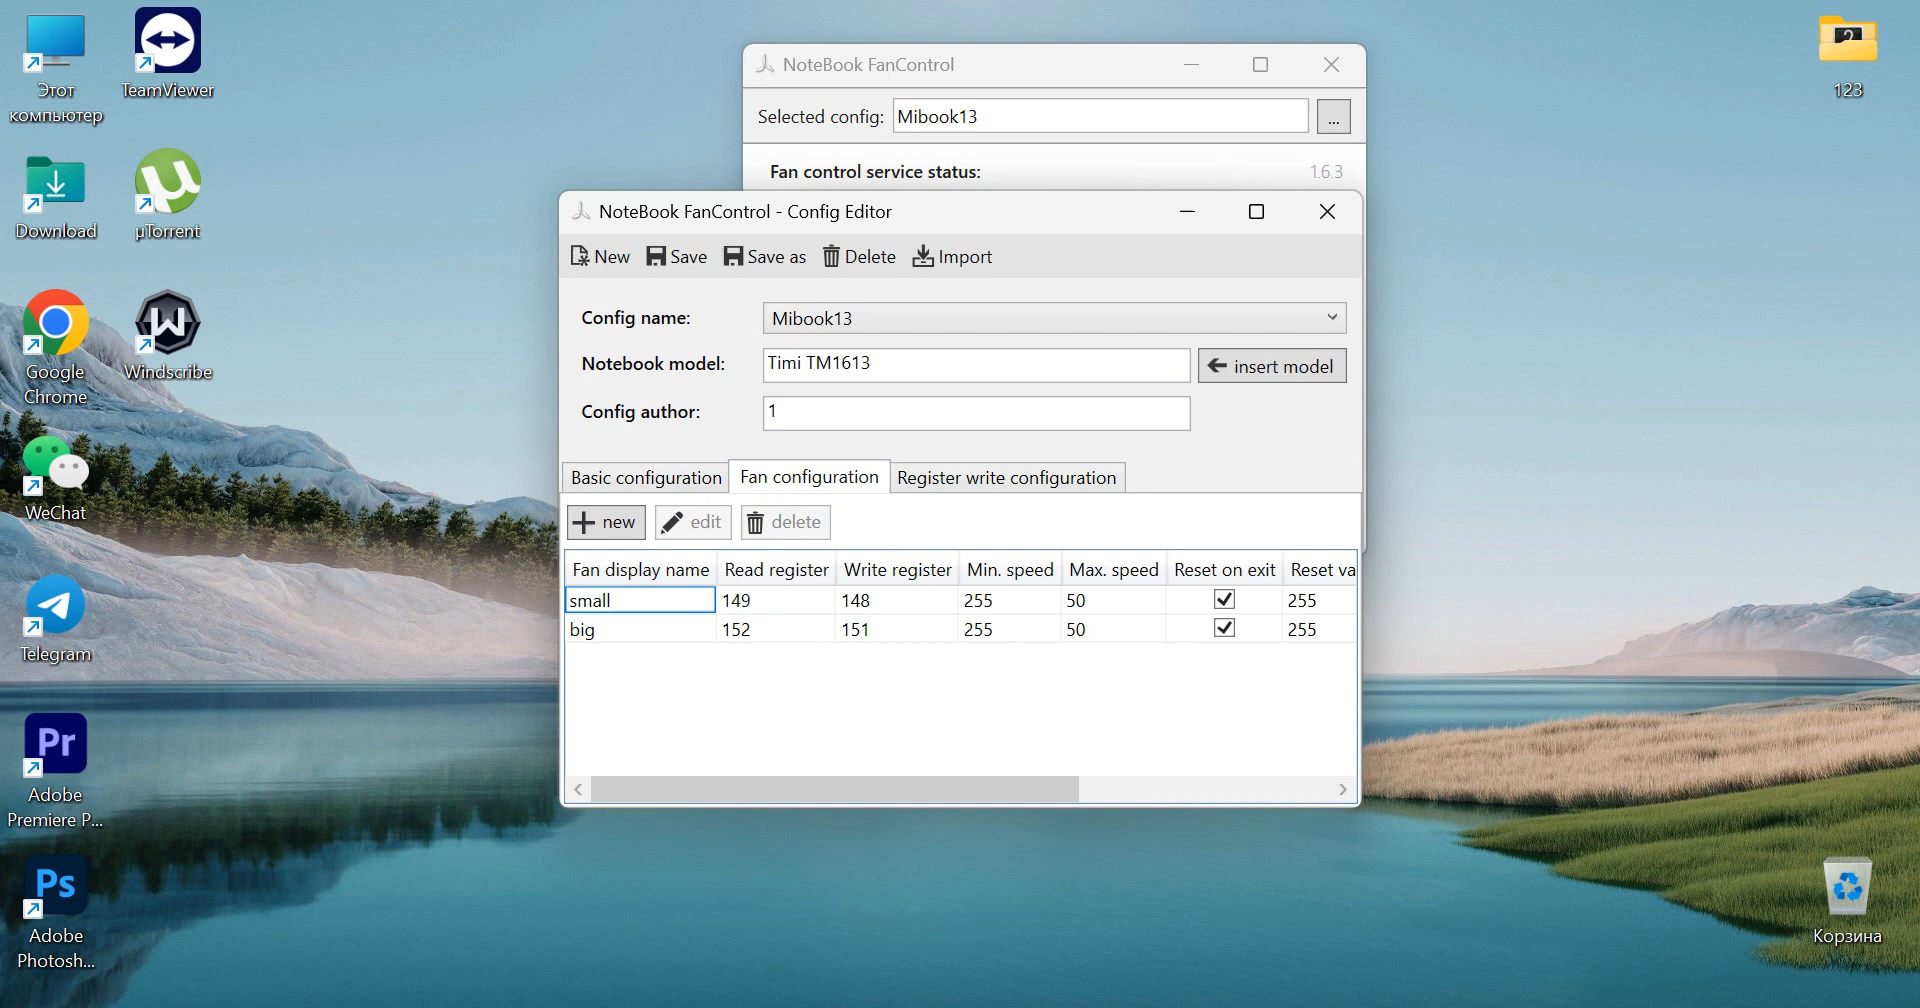 Этот
компьютер
TeamViewer
Download
µTorrent
Google
Chrome
Windscribe
WeChat
Telegram
Pr
Adobe
Premiere P...
Ps
Adobe
Photosh...
123
Корзина
NoteBook FanControl
Selected config: Mibook13 ...
Fan control service status: 1.6.3
NoteBook FanControl - Config Editor
New Save Save as Delete Import
Config name: Mibook13
Notebook model: Timi TM1613 insert model
Config author: 1
Basic configuration Fan configuration Register write configuration
new edit delete
Fan display name Read register Write register Min. speed Max. speed Reset on exit Reset va
small 149 148 255 50 255
big 152 151 255 50 255